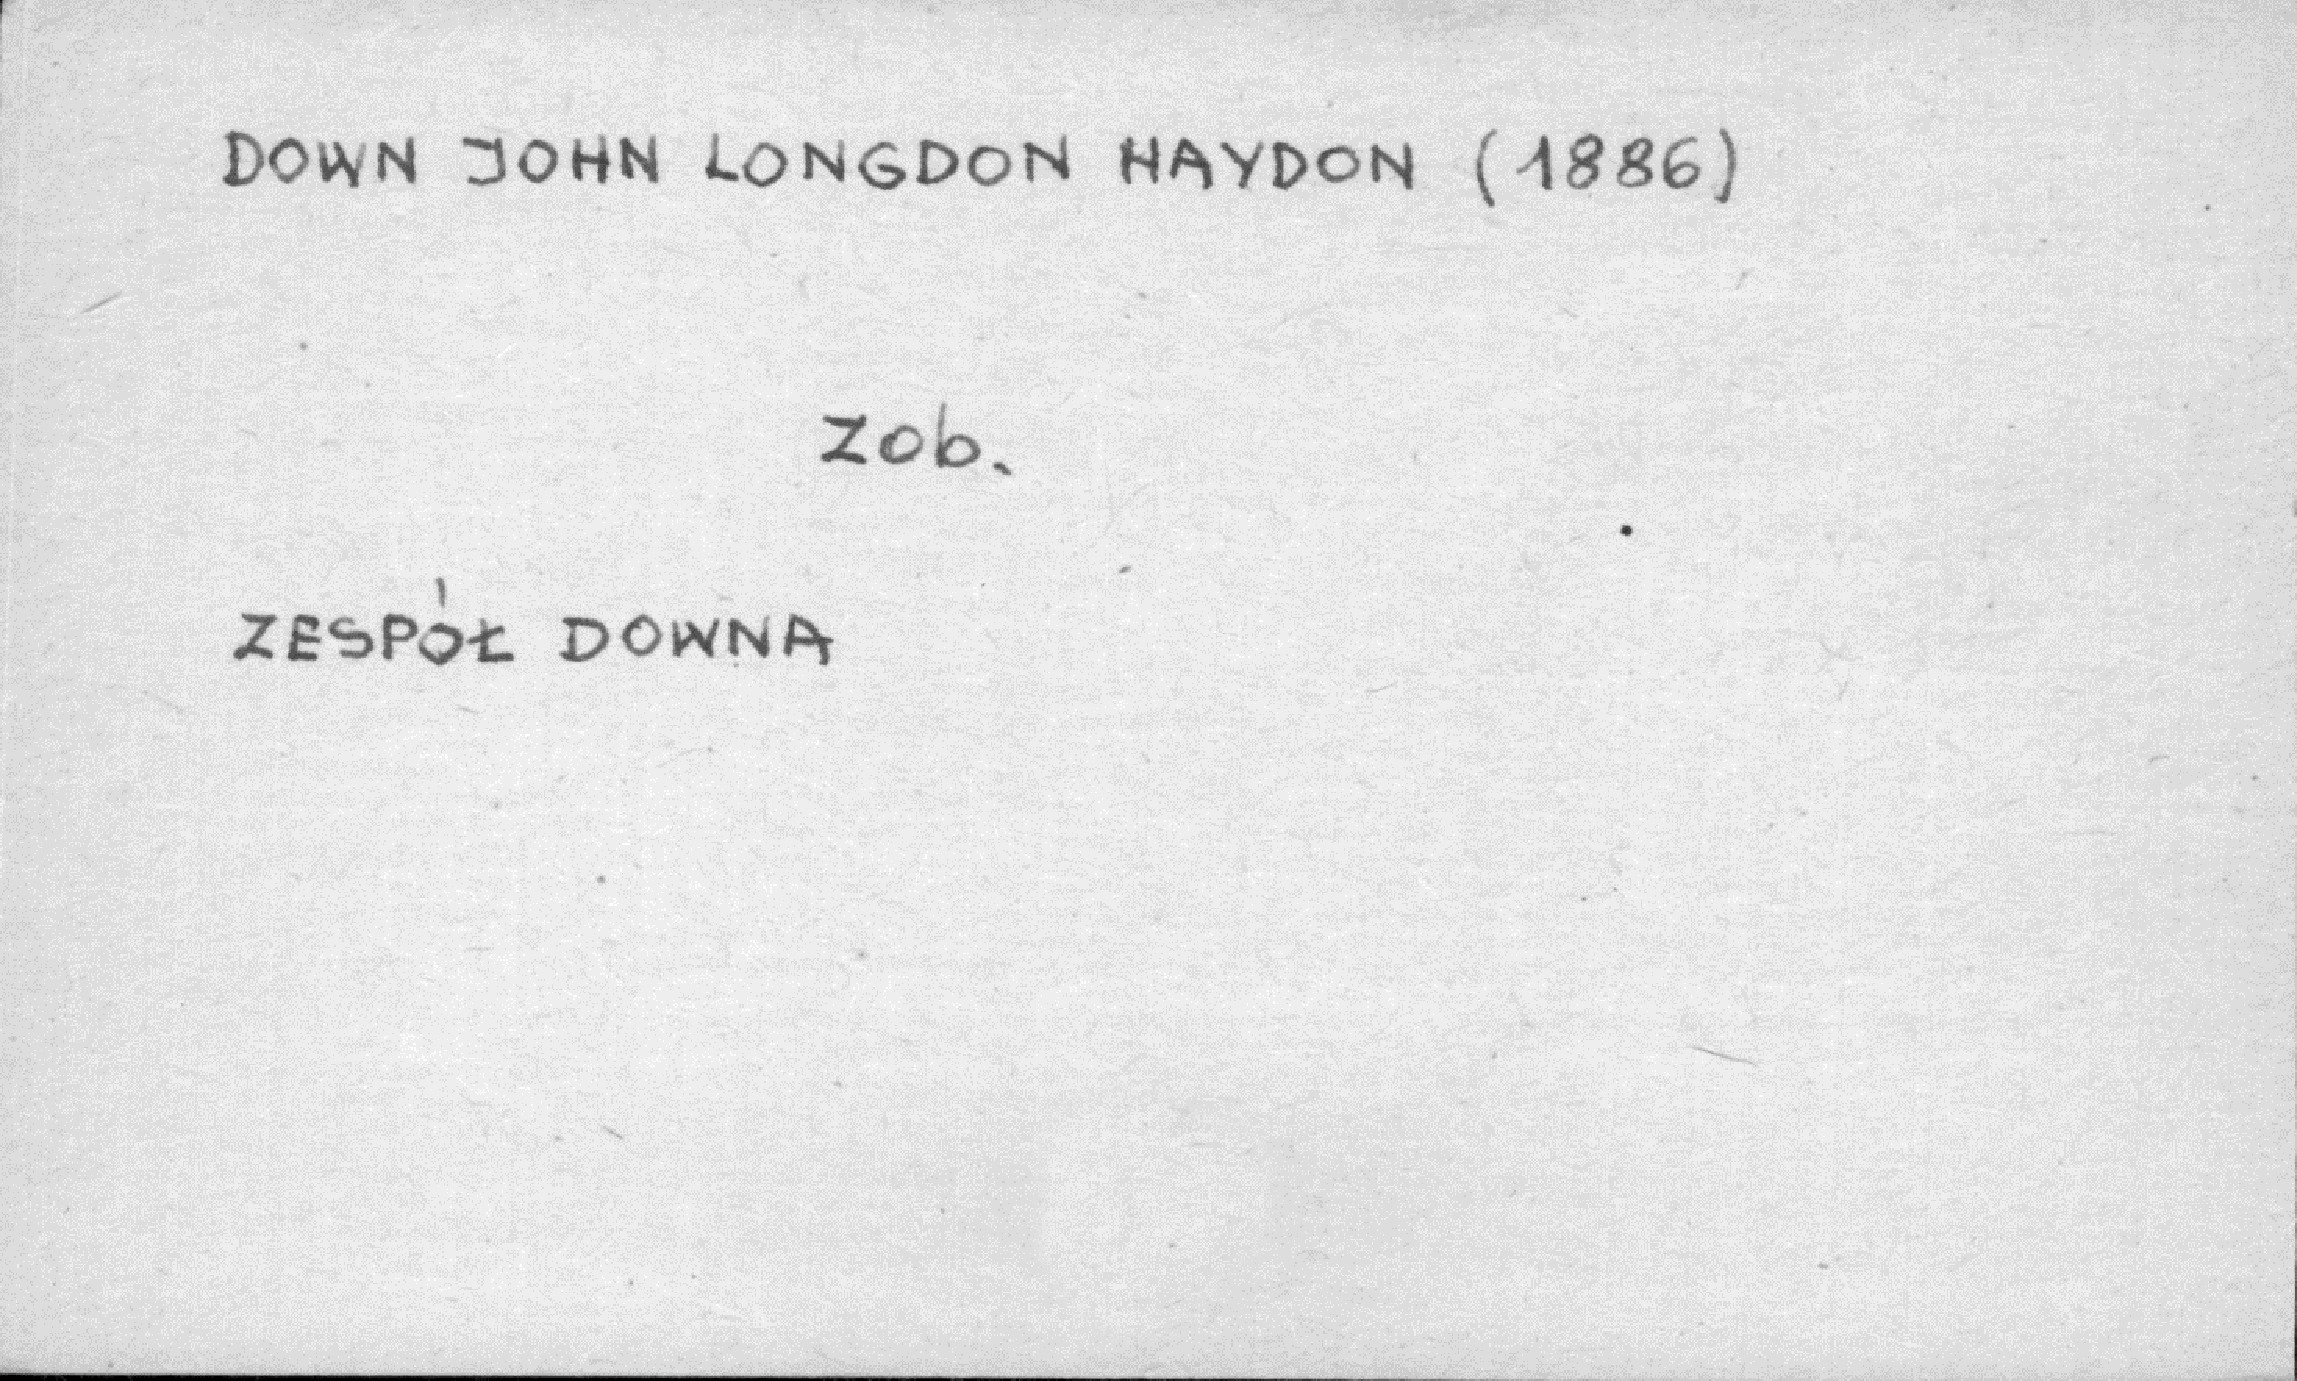 DOWN JOHN LONGDON HAYDON (1886)
zob.
ZESPÓŁ DOWNA